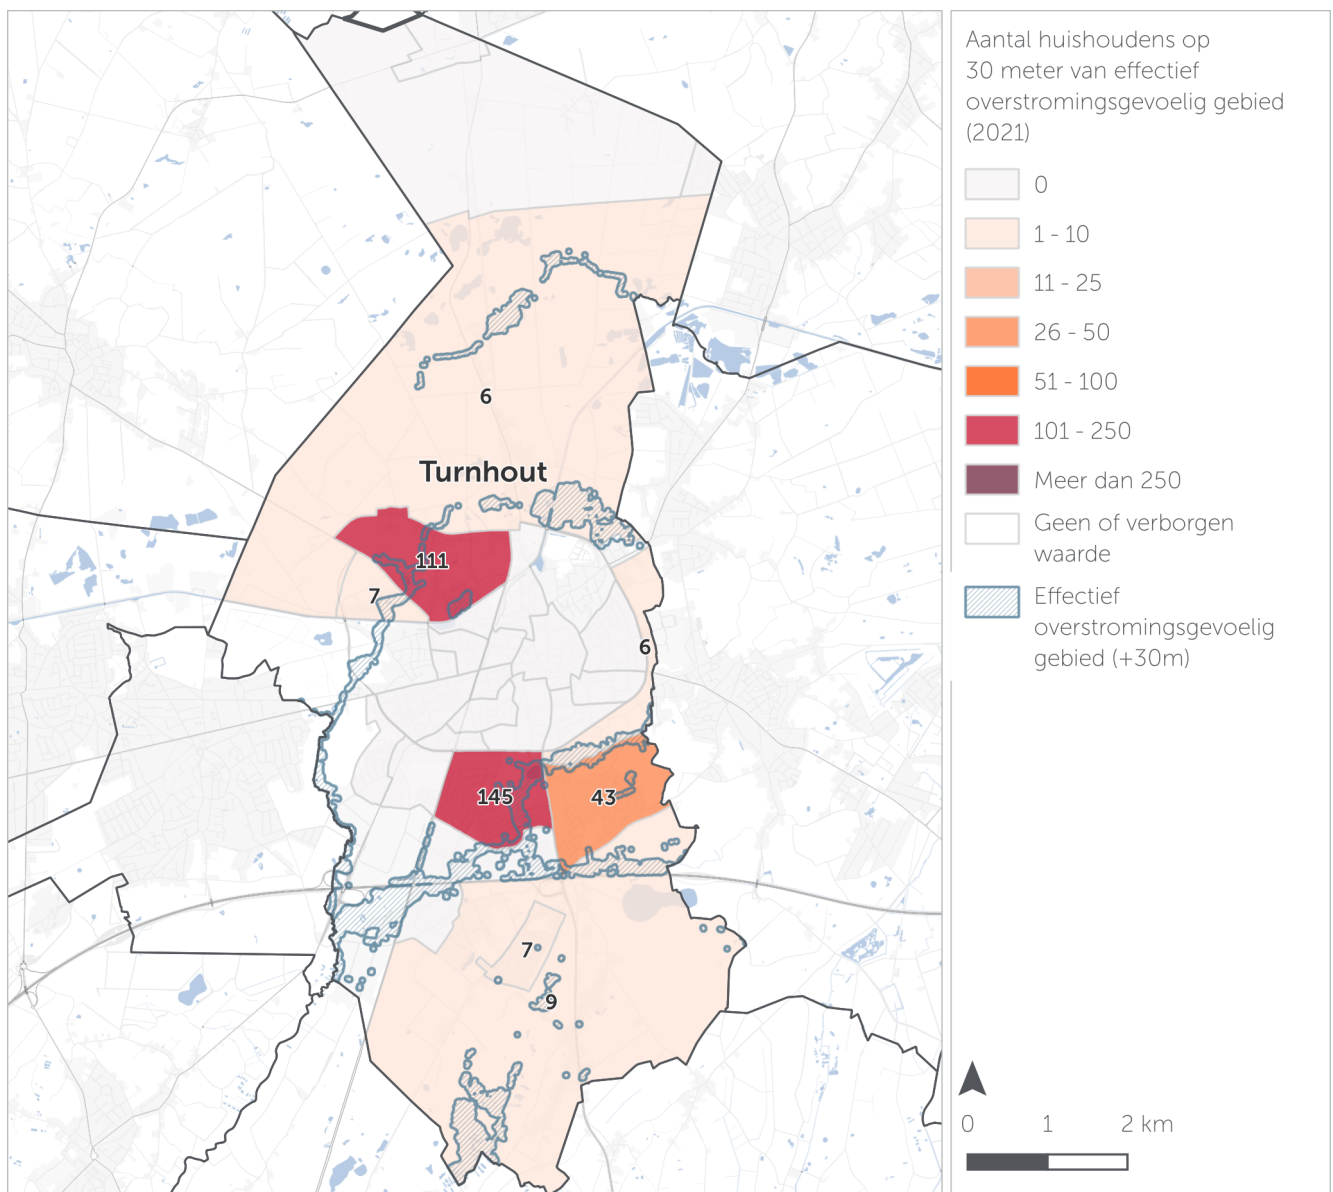 Aantal huishoudens op
30 meter van effectief
overstromingsgevoelig gebied
(2021)
0
1 - 10
11 - 25
26 - 50
51 - 100
101 - 250
Meer dan 250
Geen of verborgen
waarde
Effectief
overstromingsgevoelig
gebied (+30m)
6
Turnhout
111
7
6
145
43
7
9
0 1 2 km